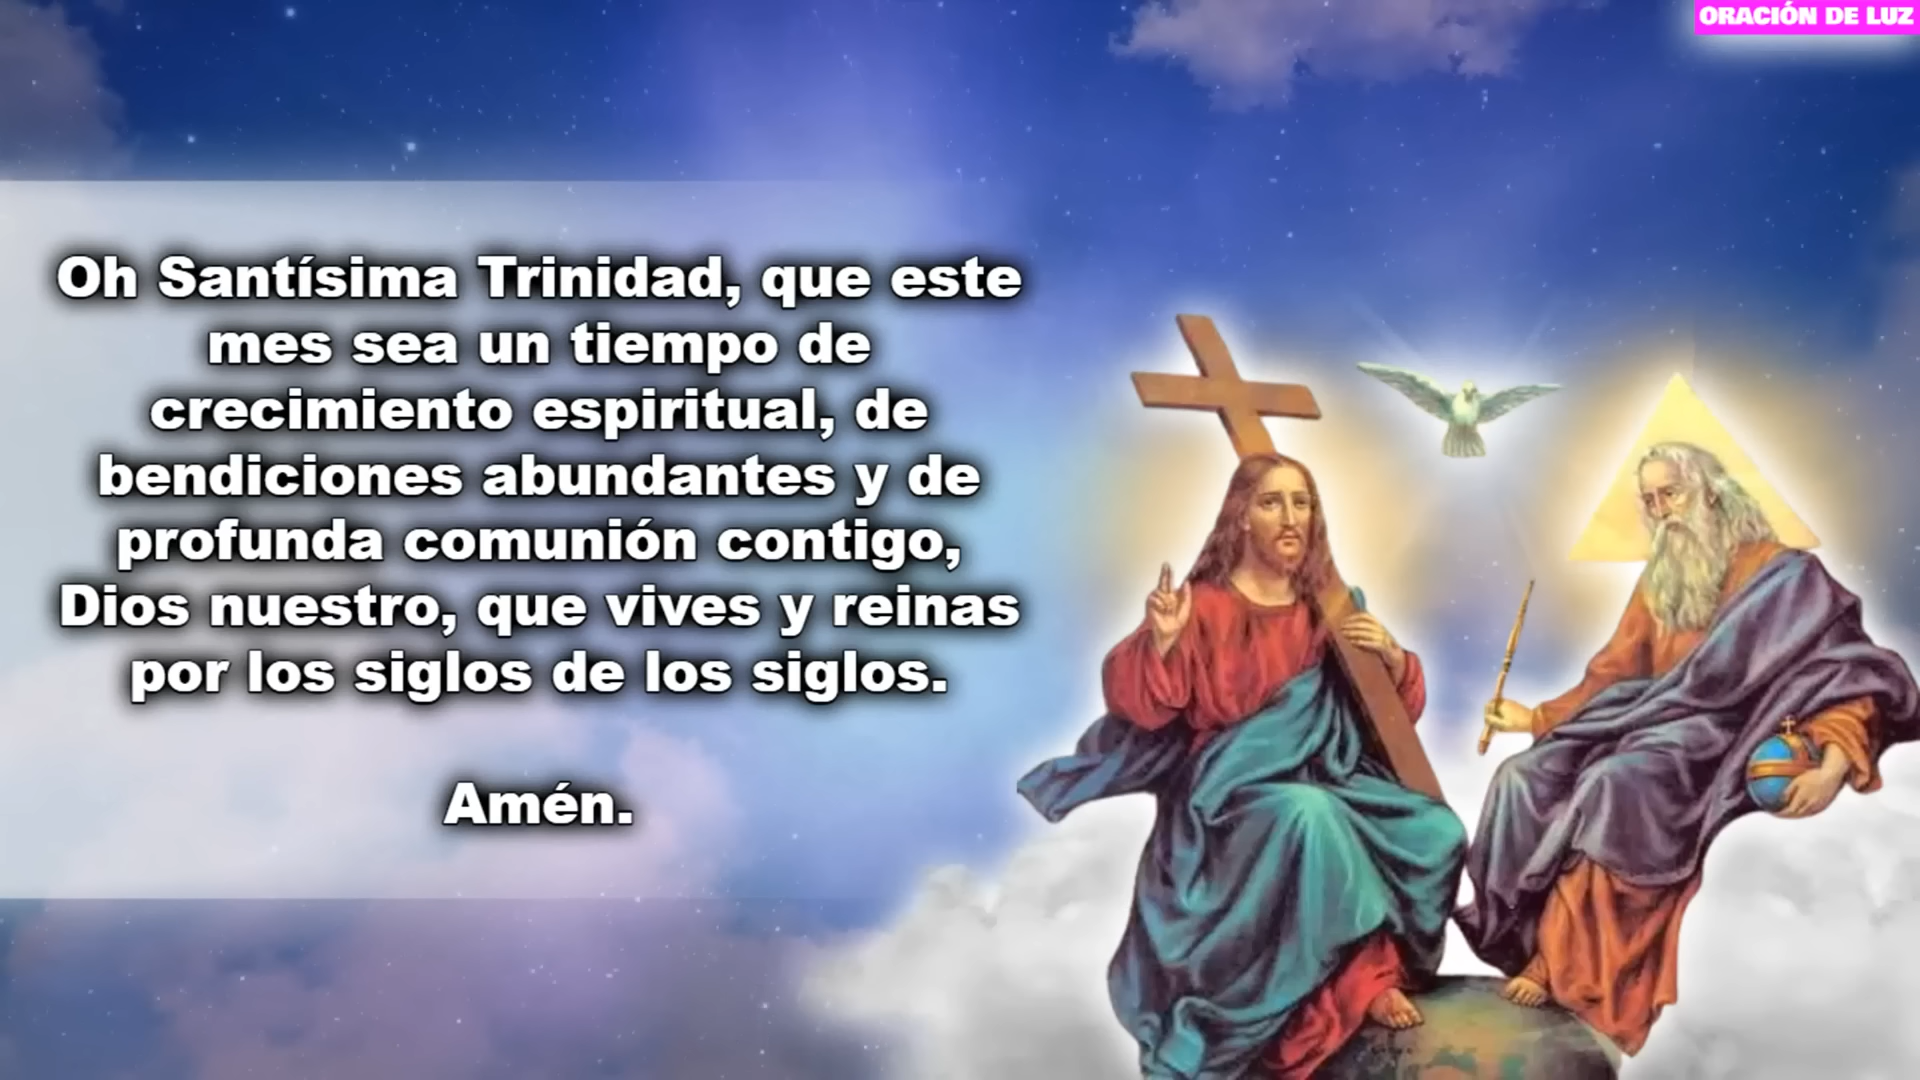 ORACIÓN DE LUZ
Oh Santísima Trinidad, que este
mes sea un tiempo de
crecimiento espiritual, de
bendiciones abundantes y de
profunda comunión contigo,
Dios nuestro, que vives y reinas
por los siglos de los siglos.
Amén.